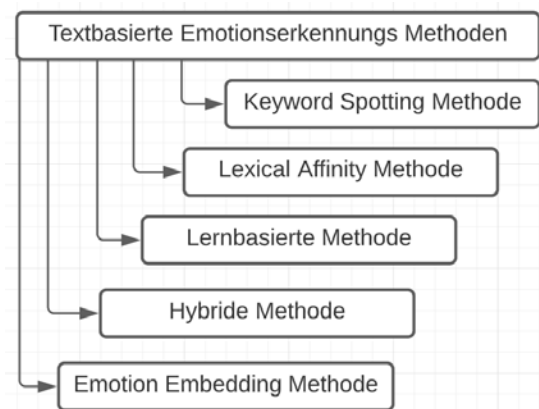 Textbasierte Emotionserkennungs Methoden
Keyword Spotting Methode
Lexical Affinity Methode
Lernbasierte Methode
Hybride Methode
Emotion Embedding Methode